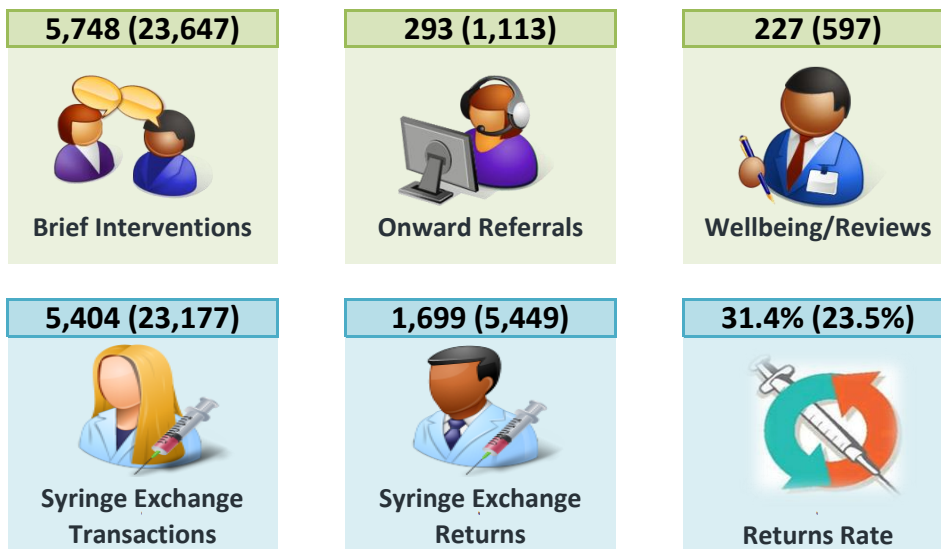 5,748 (23,647)
293 (1,113)
227 (597)
Brief Interventions
Onward Referrals
Wellbeing/Reviews
5,404 (23,177)
1,699 (5,449)
31.4% (23.5%)
Syringe Exchange
Transactions
Syringe Exchange
Returns
Returns Rate